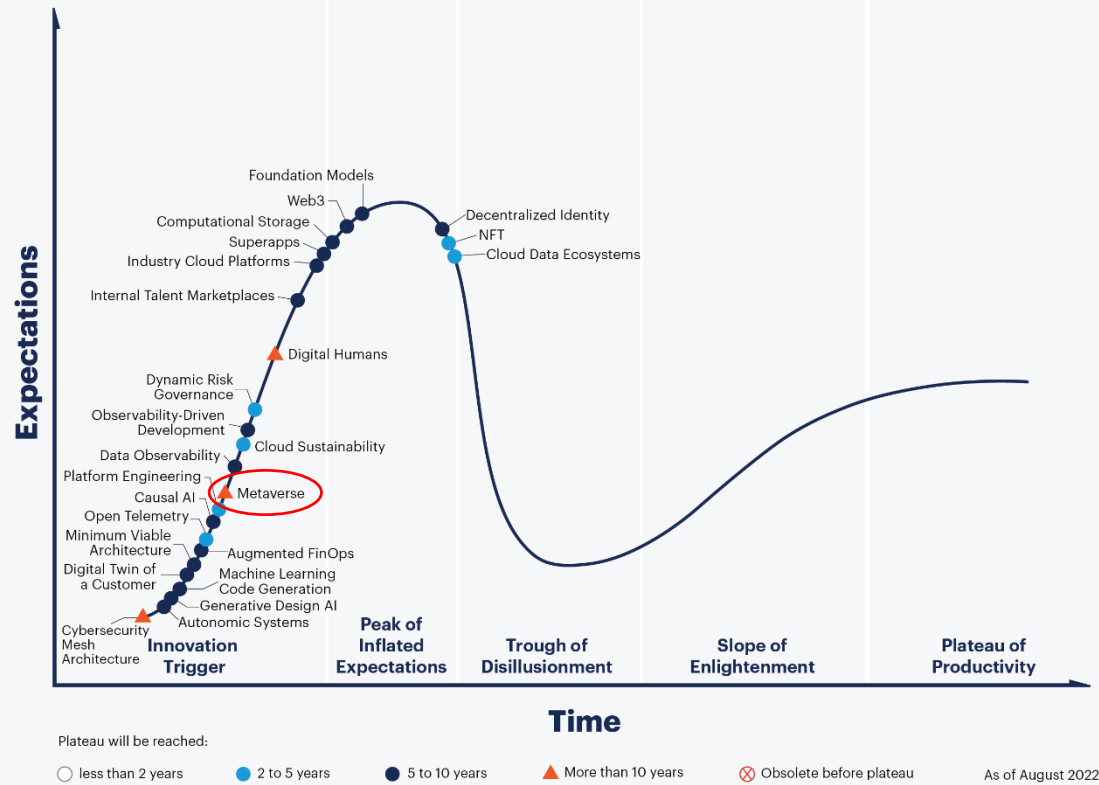 Expectations
Foundation Models
Web3
Computational Storage
Superapps
Industry Cloud Platforms
Internal Talent Marketplaces
Decentralized Identity
NFT
Cloud Data Ecosystems
Digital Humans
Dynamic Risk
Governance
Observability-Driven
Development
Cloud Sustainability
Data Observability
Platform Engineering
Metaverse
Causal AI
Open Telemetry
Minimum Viable
Architecture
Augmented FinOps
Digital Twin of
a Customer
Machine Learning
Code Generation
Generative Design AI
Autonomic Systems
Cybersecurity
Mesh
Architecture
Innovation
Trigger
Peak of
Inflated
Expectations
Trough of
Disillusionment
Slope of
Enlightenment
Plateau of
Productivity
Time
Plateau will be reached:
less than 2 years
2 to 5 years
5 to 10 years
More than 10 years
Obsolete before plateau
As of August 2022